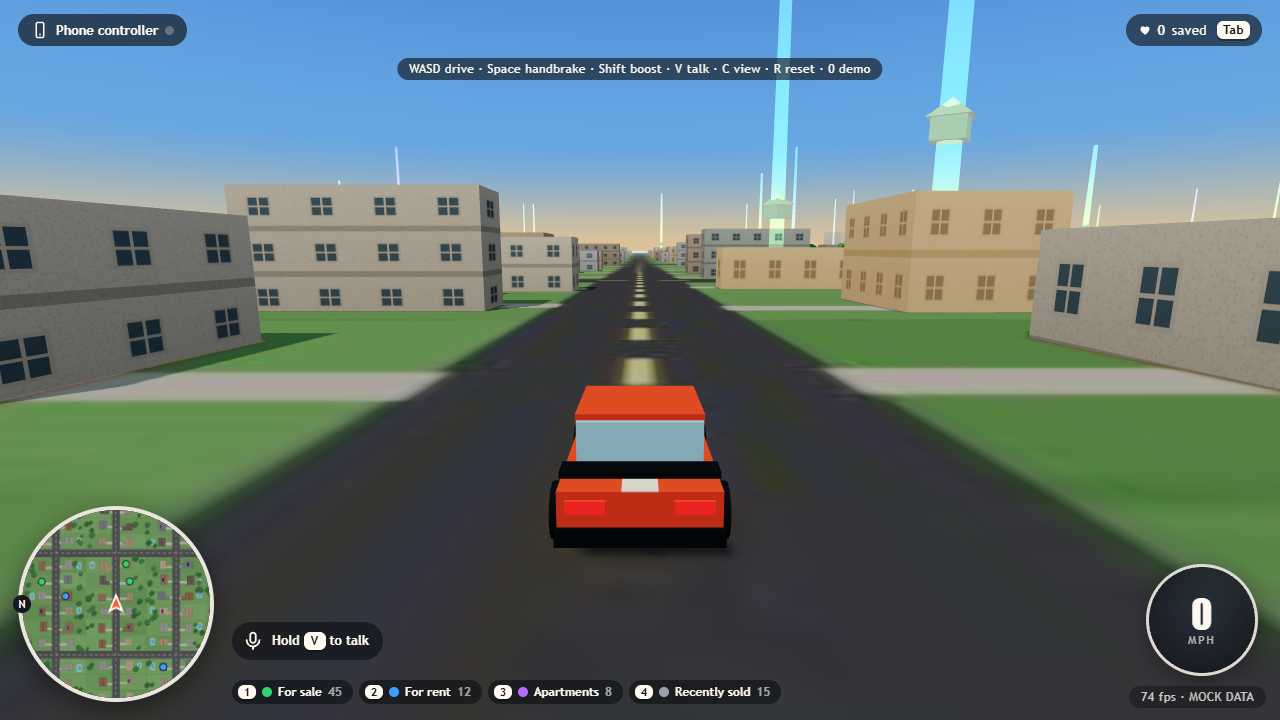 Phone controller
0 saved Tab
WASD drive · Space handbrake · Shift boost · V talk · C view · R reset · 0 demo
N
Hold V to talk
0
MPH
1 For sale 45
2 For rent 12
3 Apartments 8
4 Recently sold 15
74 fps · MOCK DATA